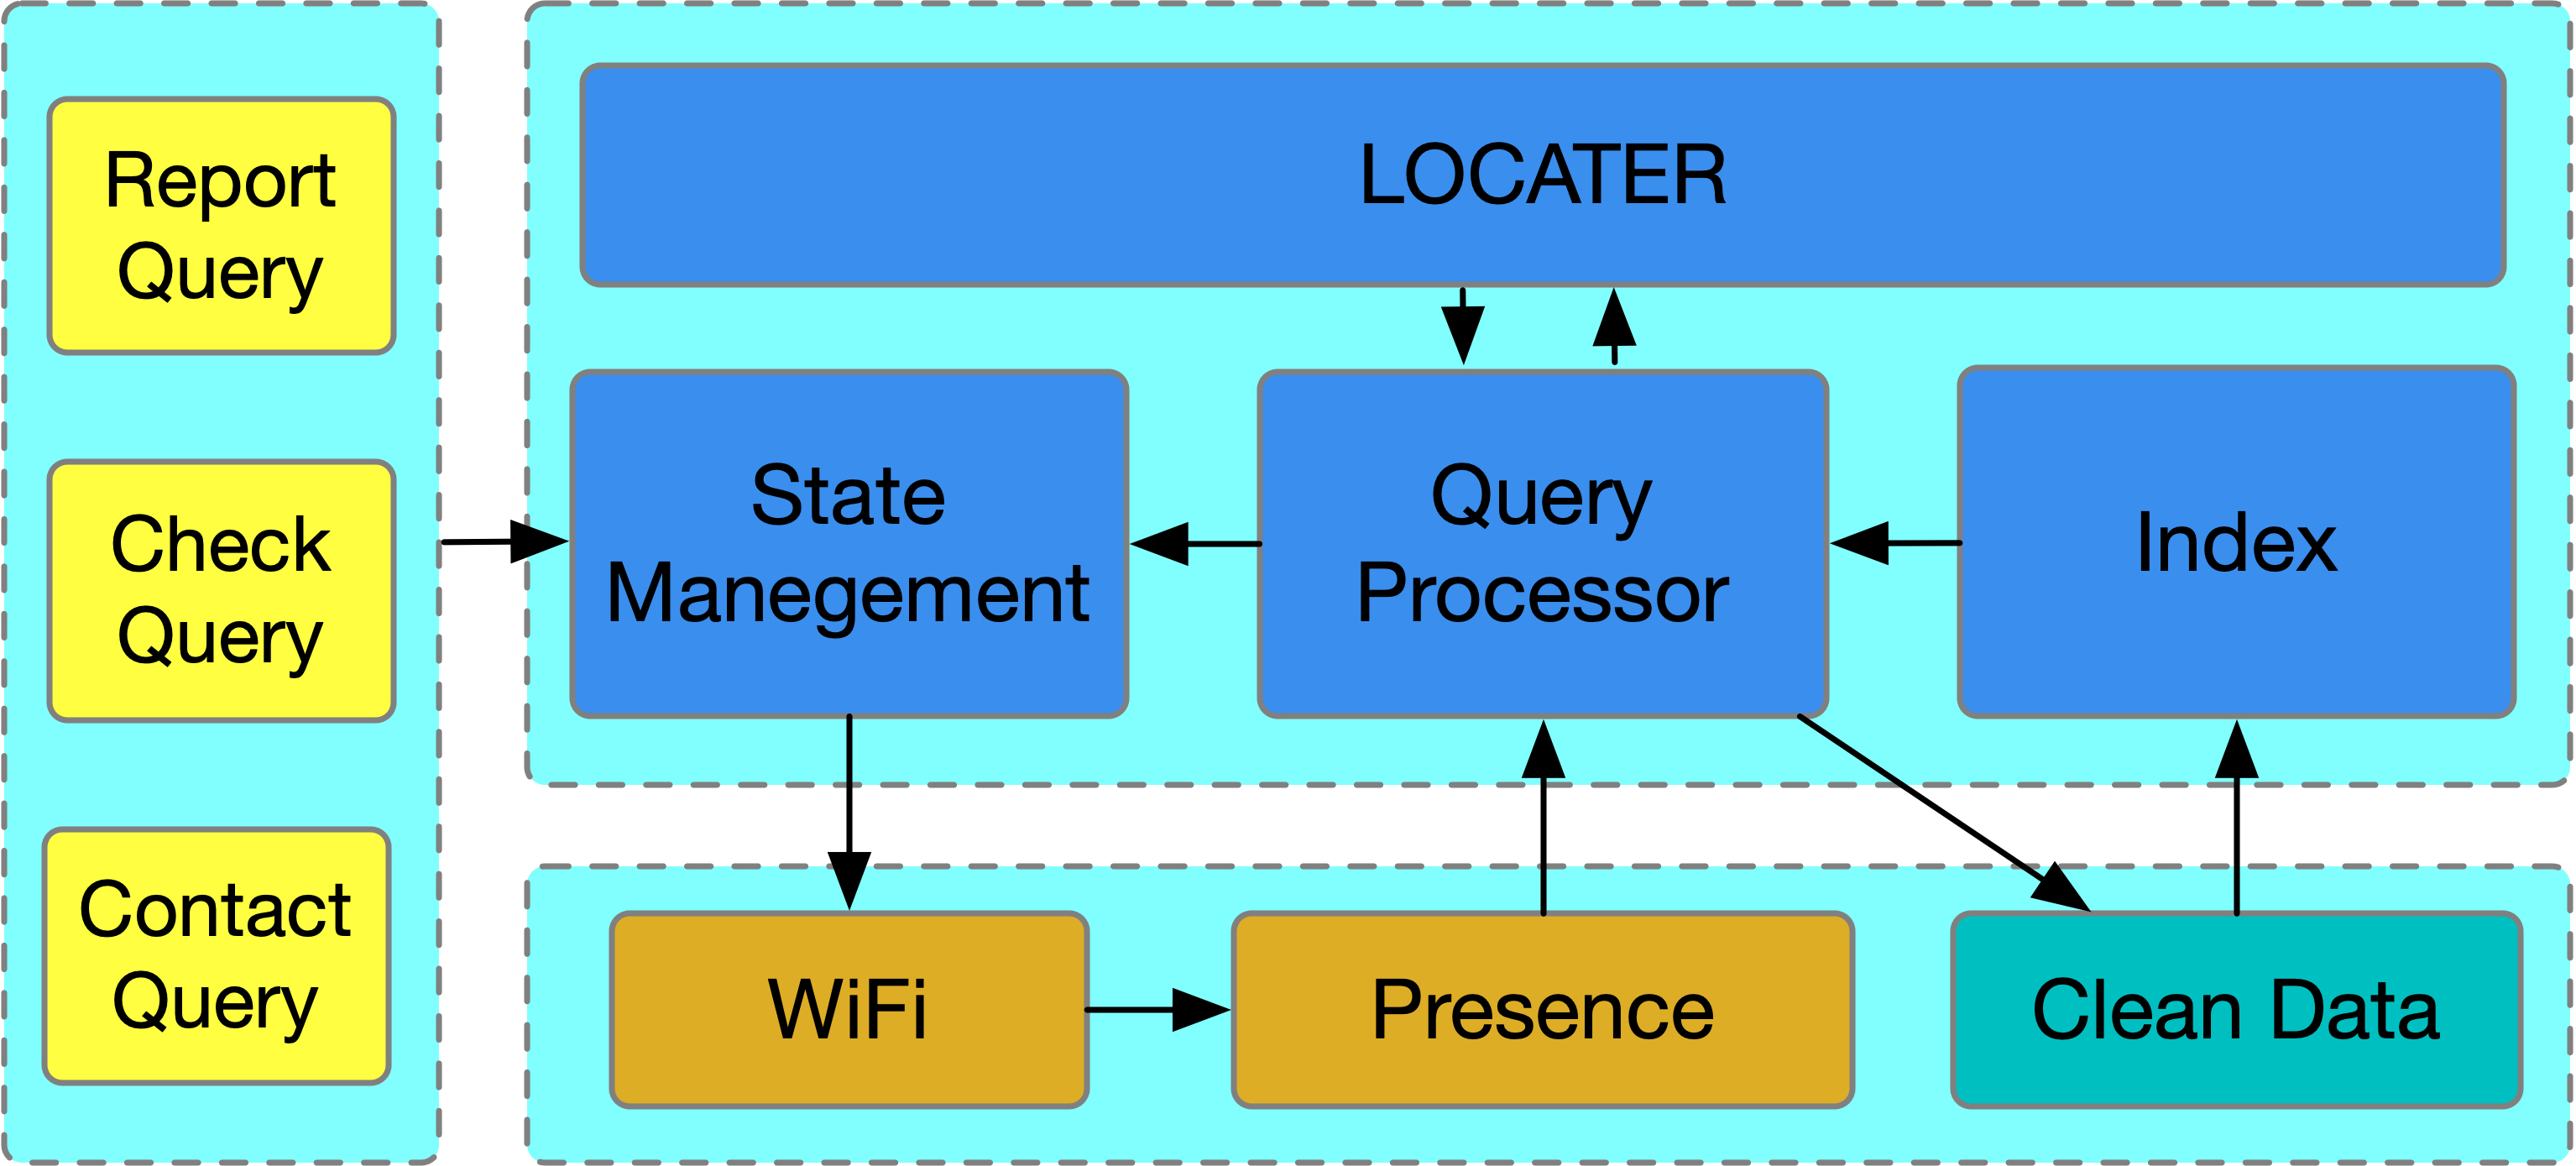 Report
Query
Check
Query
Contact
Query
LOCATER
State
Manegement
Query
Processor
Index
WiFi
Presence
Clean Data